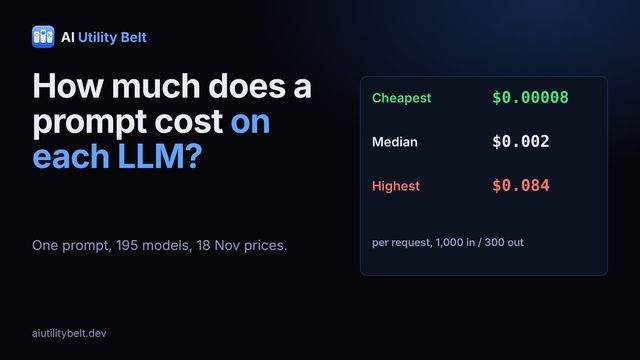 AI Utility Belt
How much does a
prompt cost on
each LLM?
One prompt, 195 models, 18 Nov prices.
aiutilitybelt.dev
Cheapest $0.00008
Median $0.002
Highest $0.084
per request, 1,000 in / 300 out